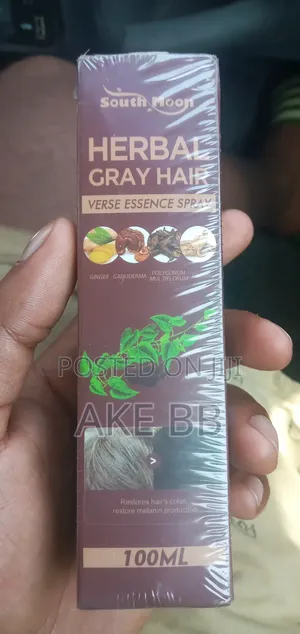 South Moon
HERBAL
GRAY HAIR
VERSE ESSENCE SPRAY
GINGER GANODERMA POLYGONUM
MULTIFLORUM
POSTED ON JIJI
AKE BB
>
Restores hair's color,
restore melanin production
100ML